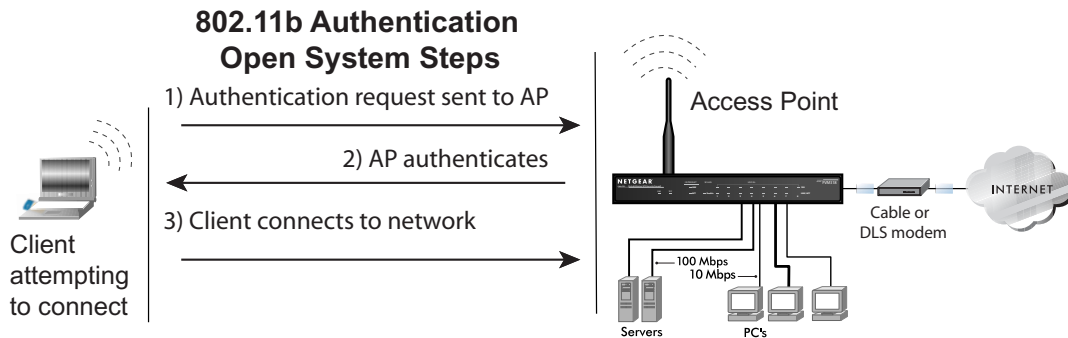 802.11b Authentication
Open System Steps
1) Authentication request sent to AP
2) AP authenticates
3) Client connects to network
Client
attempting
to connect
Access Point
NETGEAR
INTERNET
Cable or
DLS modem
100 Mbps
10 Mbps
Servers
PC's